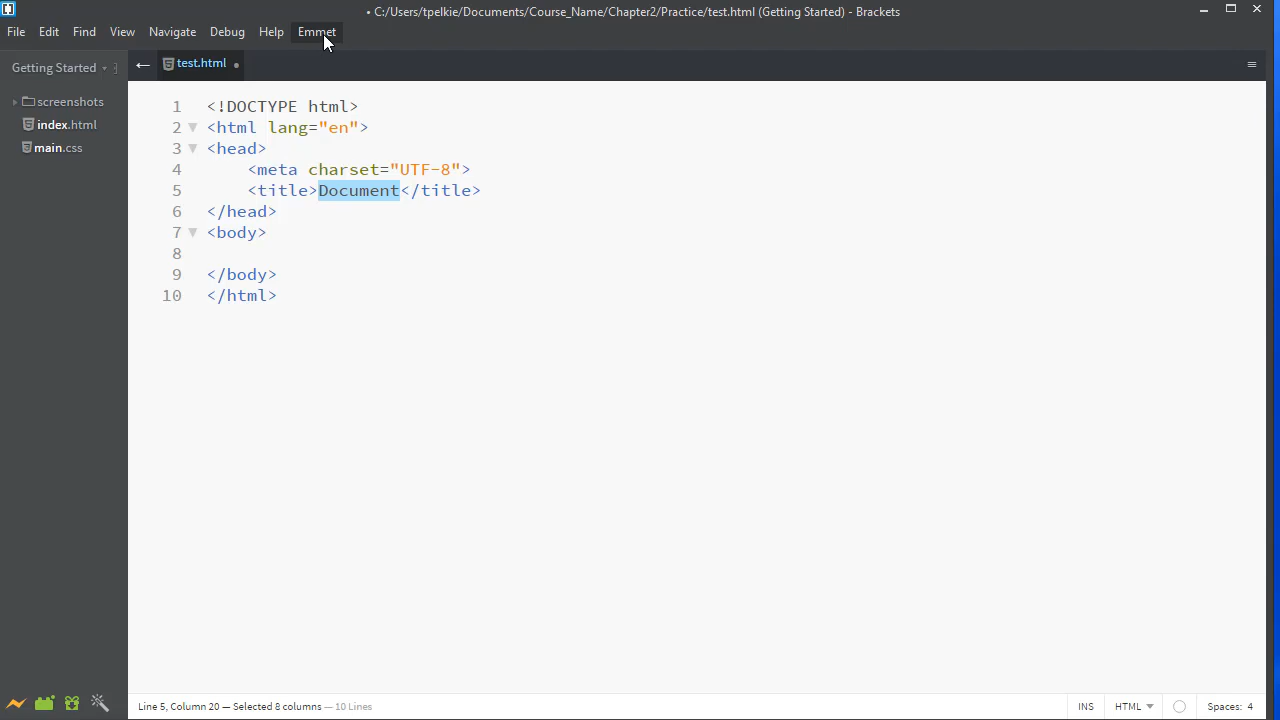 • C:/Users/tpelkie/Documents/Course_Name/Chapter2/Practice/test.html (Getting Started) - Brackets
File Edit Find View Navigate Debug Help Emmet
Getting Started
test.html •
screenshots
index.html
main.css
1 <!DOCTYPE html>
2 <html lang="en">
3 <head>
4 <meta charset="UTF-8">
5 <title>Document</title>
6 </head>
7 <body>
8
9 </body>
10 </html>
Line 5, Column 20 — Selected 8 columns — 10 Lines INS HTML Spaces: 4